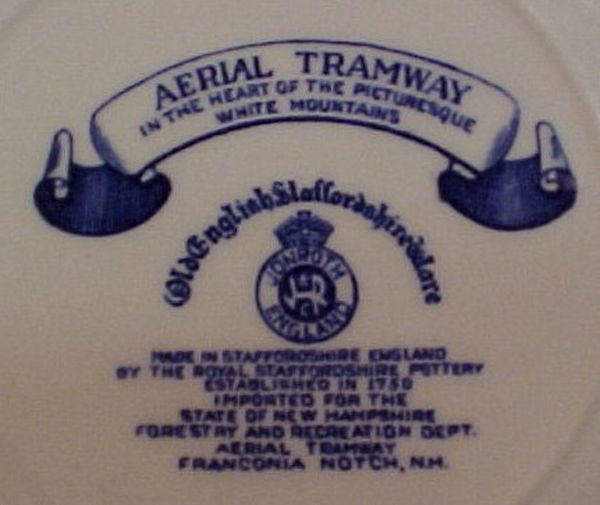 AERIAL TRAMWAY
IN THE HEART OF THE PICTURESQUE
WHITE MOUNTAINS
Old English Staffordshire Ware
JONROTH
ENGLAND
MADE IN STAFFORDSHIRE ENGLAND
BY THE ROYAL STAFFORDSHIRE POTTERY
ESTABLISHED IN 1750
IMPORTED FOR THE
STATE OF NEW HAMPSHIRE
FORESTRY AND RECREATION DEPT.
AERIAL TRAMWAY
FRANCONIA NOTCH, N.H.